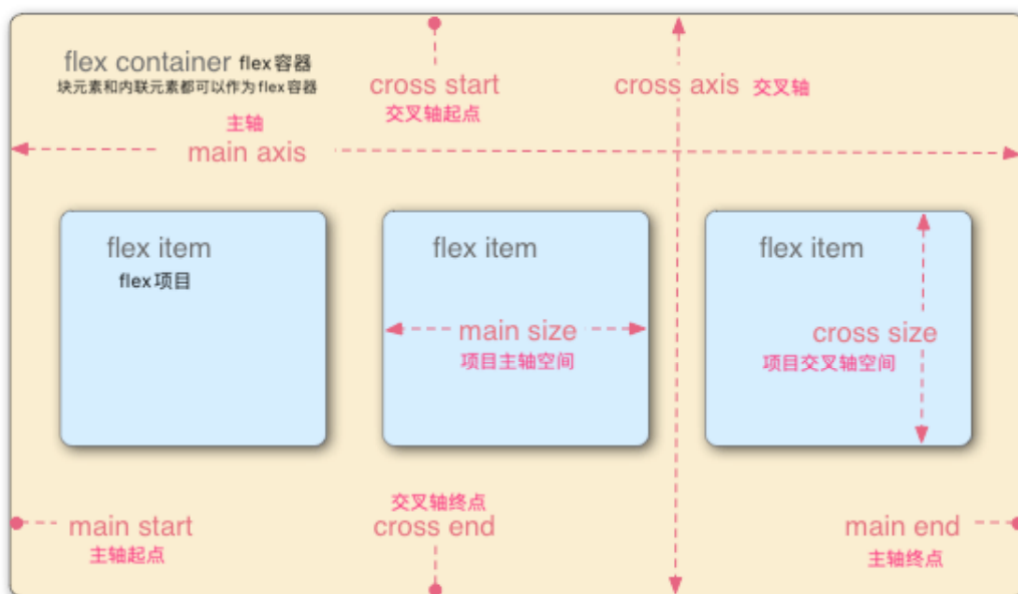 flex container flex容器
块元素和内联元素都可以作为flex容器
cross start
交叉轴起点
cross axis 交叉轴
主轴
main axis
flex item
flex项目
flex item
flex item
main size
项目主轴空间
cross size
项目交叉轴空间
main start
主轴起点
交叉轴终点
cross end
main end
主轴终点